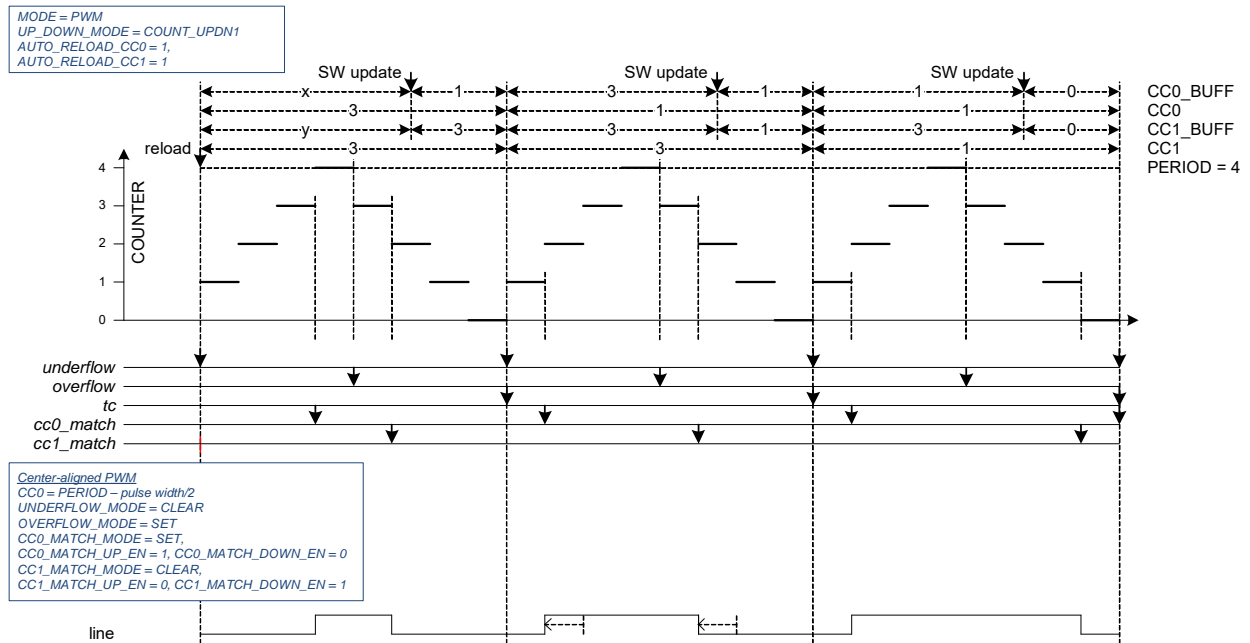 MODE = PWM
UP_DOWN_MODE = COUNT_UPDN1
AUTO_RELOAD_CC0 = 1,
AUTO_RELOAD_CC1 = 1
SW update SW update SW update
x 1 3 1 1 0 CC0_BUFF
3 1 1 CC0
y 3 3 1 3 0 CC1_BUFF
reload 3 3 1 CC1
4 PERIOD = 4
COUNTER
3
2
1
0
underflow
overflow
tc
cc0_match
cc1_match
Center-aligned PWM
CC0 = PERIOD – pulse width/2
UNDERFLOW_MODE = CLEAR
OVERFLOW_MODE = SET
CC0_MATCH_MODE = SET,
CC0_MATCH_UP_EN = 1, CC0_MATCH_DOWN_EN = 0
CC1_MATCH_MODE = CLEAR,
CC1_MATCH_UP_EN = 0, CC1_MATCH_DOWN_EN = 1
line